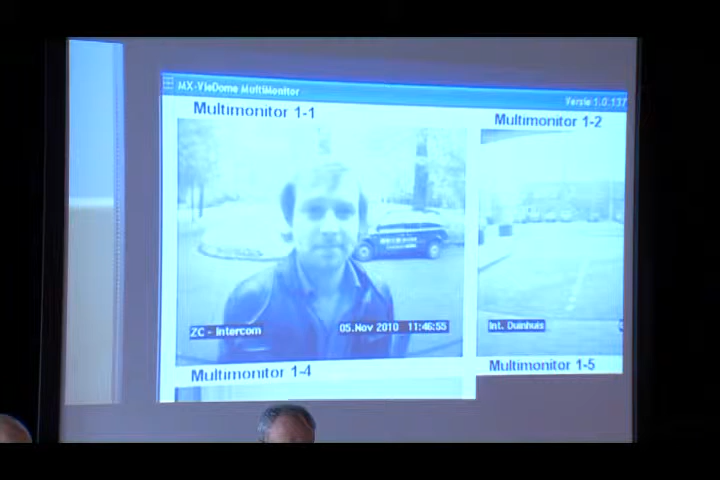 MX-VieDome MultiMonitor
Versie 1.0.137
Multimonitor 1-1
Multimonitor 1-2
ZC - Intercom
05.Nov 2010 11:46:55
Int. Duinhuis
Multimonitor 1-4
Multimonitor 1-5